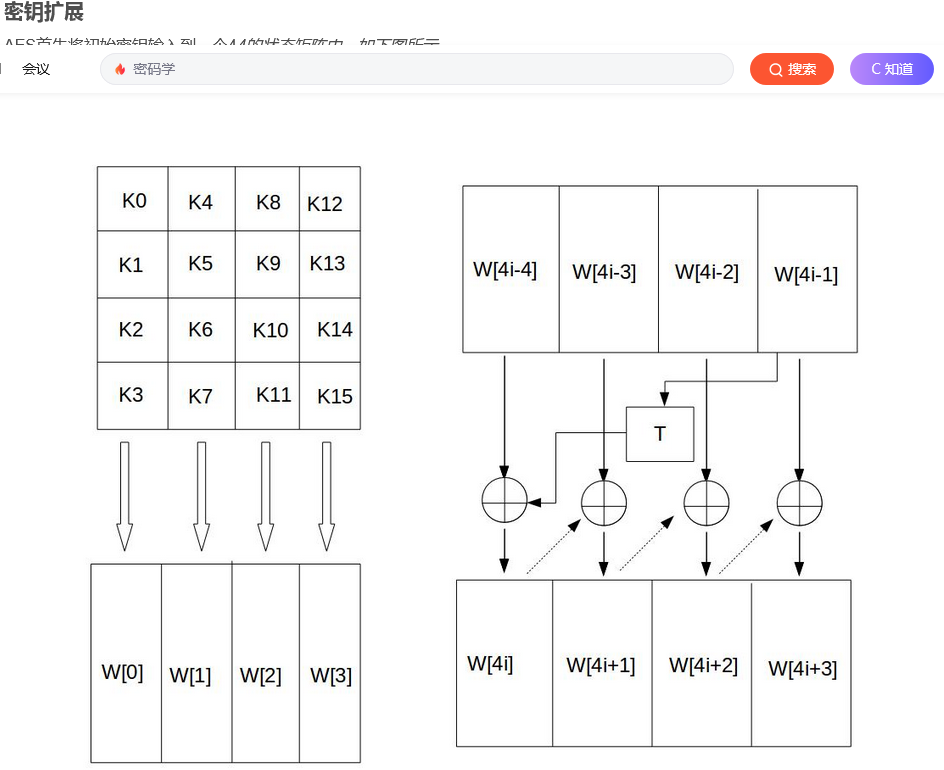 密钥扩展
AES首先将初始密钥输入到一个44的状态矩阵中，如下图所示
会议
密码学
搜索
C 知道
K0 K4 K8 K12
K1 K5 K9 K13
K2 K6 K10 K14
K3 K7 K11 K15
W[0] W[1] W[2] W[3]
W[4i-4] W[4i-3] W[4i-2] W[4i-1]
T
W[4i] W[4i+1] W[4i+2] W[4i+3]